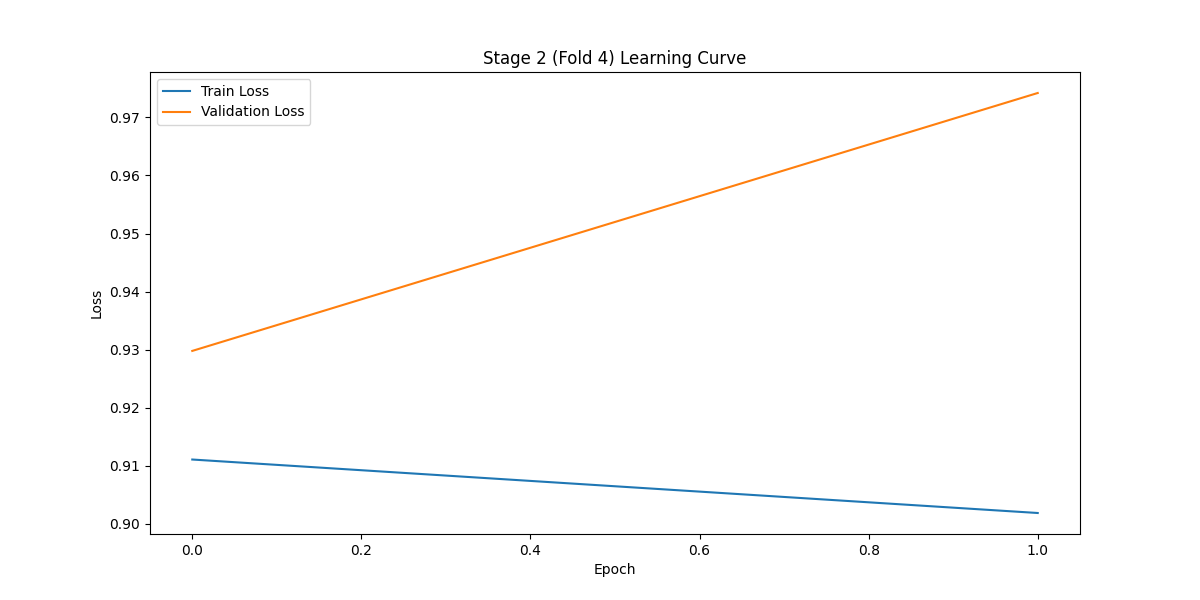 Stage 2 (Fold 4) Learning Curve
Train Loss
Validation Loss
0.97
0.96
0.95
0.94
0.93
0.92
0.91
0.90
Loss
0.0 0.2 0.4 0.6 0.8 1.0
Epoch